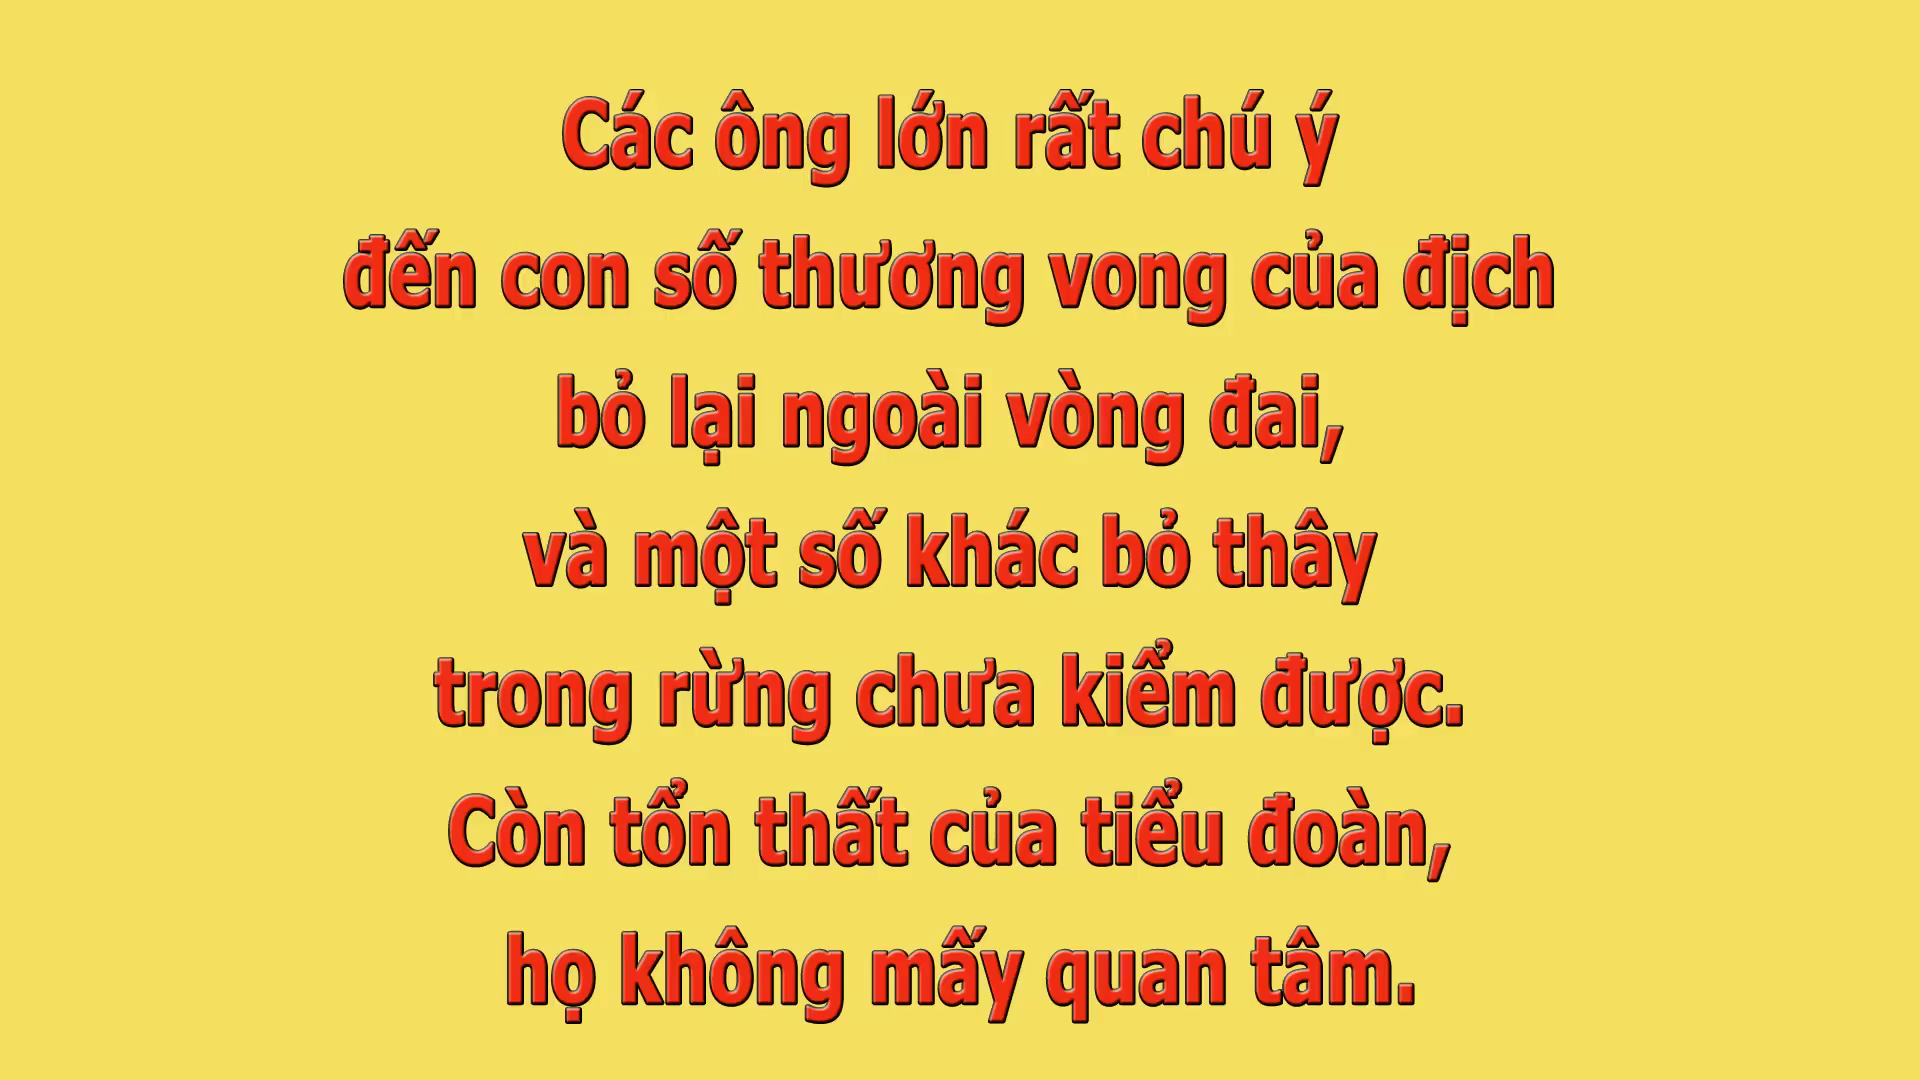 Các ông lớn rất chú ý
đến con số thương vong của địch
bỏ lại ngoài vòng đai,
và một số khác bỏ thây
trong rừng chưa kiểm được.
Còn tổn thất của tiểu đoàn,
họ không mấy quan tâm.